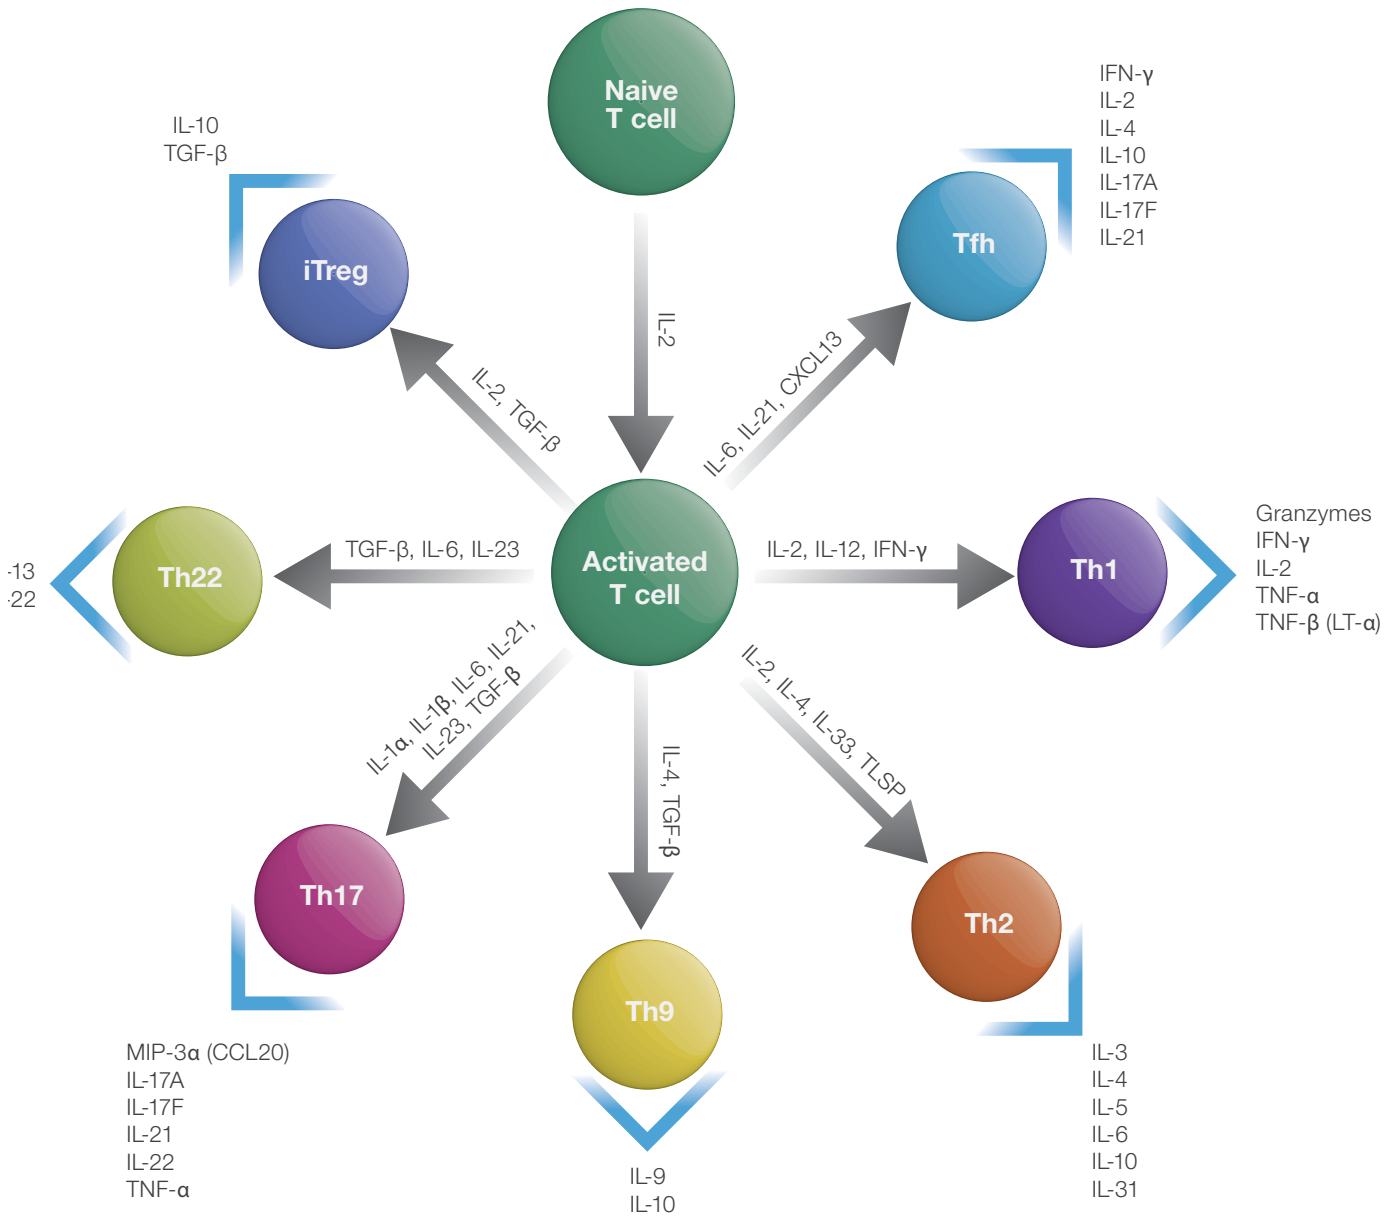 Naive
T cell
IL-2
IL-10
TGF-β
iTreg
IL-2, TGF-β
IFN-γ
IL-2
IL-4
IL-10
IL-17A
IL-17F
IL-21
Tfh
IL-6, IL-21, CXCL13
Activated
T cell
TGF-β, IL-6, IL-23
Th22
-13
-22
IL-2, IL-12, IFN-γ
Th1
Granzymes
IFN-γ
IL-2
TNF-α
TNF-β (LT-α)
IL-1α, IL-1β, IL-6, IL-21,
IL-23, TGF-β
Th17
MIP-3α (CCL20)
IL-17A
IL-17F
IL-21
IL-22
TNF-α
IL-4, TGF-β
Th9
IL-9
IL-10
IL-2, IL-4, IL-33, TLSP
Th2
IL-3
IL-4
IL-5
IL-6
IL-10
IL-31